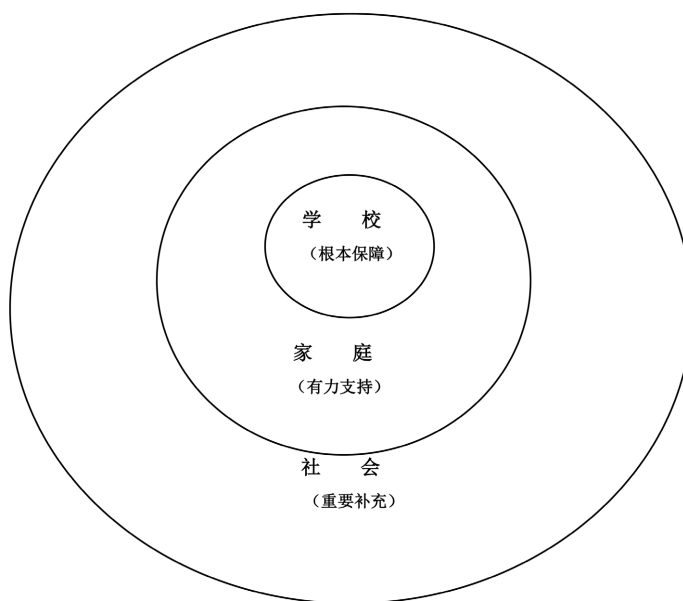 学 校
（根本保障）
家 庭
（有力支持）
社 会
（重要补充）